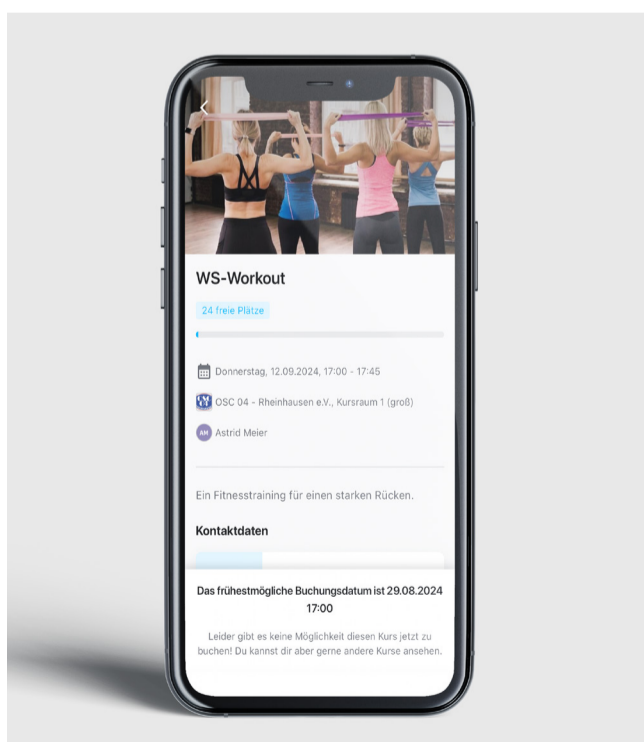 WS-Workout
24 freie Plätze
Donnerstag, 12.09.2024, 17:00 - 17:45
OSC 04 - Rheinhausen e.V., Kursraum 1 (groß)
AM
Astrid Meier
Ein Fitnesstraining für einen starken Rücken.
Kontaktdaten
Das frühestmögliche Buchungsdatum ist 29.08.2024
17:00
Leider gibt es keine Möglichkeit diesen Kurs jetzt zu
buchen! Du kannst dir aber gerne andere Kurse ansehen.